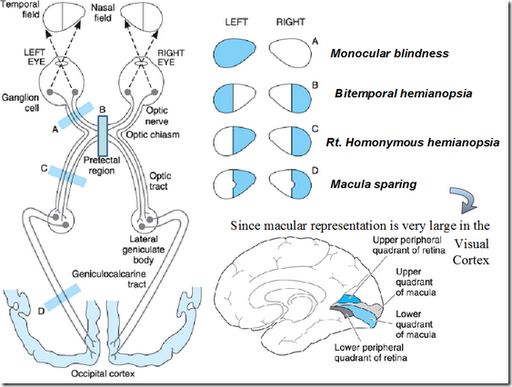 Temporal
field
Nasal
field
LEFT
EYE
RIGHT
EYE
Ganglion
cell
B
A
Optic
nerve
Optic chiasm
Pretectal
region
C
Optic
tract
Lateral
geniculate
body
Geniculocalcarine
tract
D
Occipital cortex
LEFT RIGHT
A
Monocular blindness
B
Bitemporal hemianopsia
C
Rt. Homonymous hemianopsia
D
Macula sparing
Since macular representation is very large in the
Visual
Cortex
Upper peripheral
quadrant of retina
Upper
quadrant
of macula
Lower
quadrant
of macula
Lower peripheral
quadrant of retina